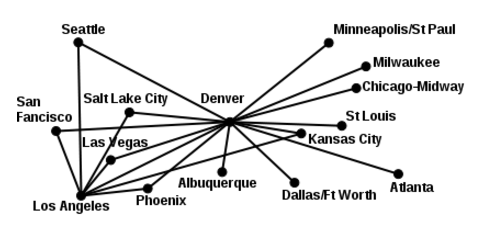 Seattle
Minneapolis/St Paul
Milwaukee
Chicago-Midway
San
Fancisco
Salt Lake City
Denver
St Louis
Kansas City
Las Vegas
Albuquerque
Dallas/Ft Worth
Atlanta
Phoenix
Los Angeles